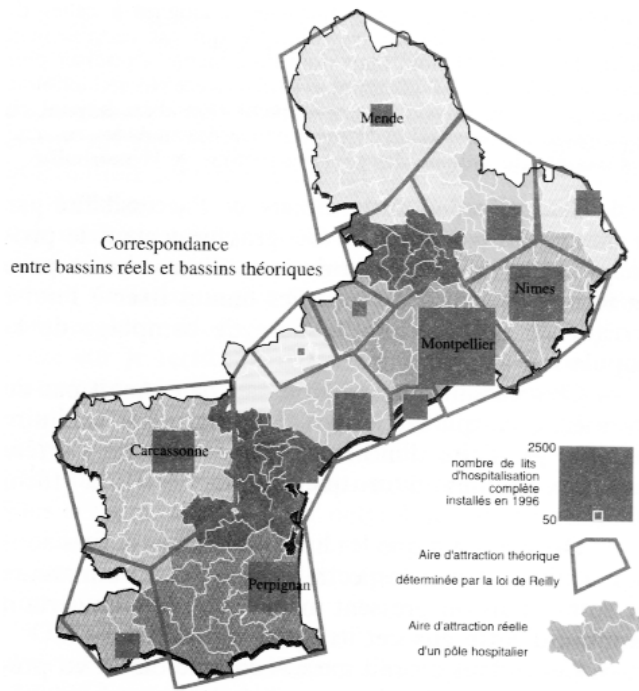 Mende
Correspondance
entre bassins réels et bassins théoriques
Nimes
Montpellier
Carcassonne
Perpignan
2500
nombre de lits
d'hospitalisation
complète
installés en 1996
50
Aire d'attraction théorique
déterminée par la loi de Reilly
Aire d'attraction réelle
d'un pôle hospitalier